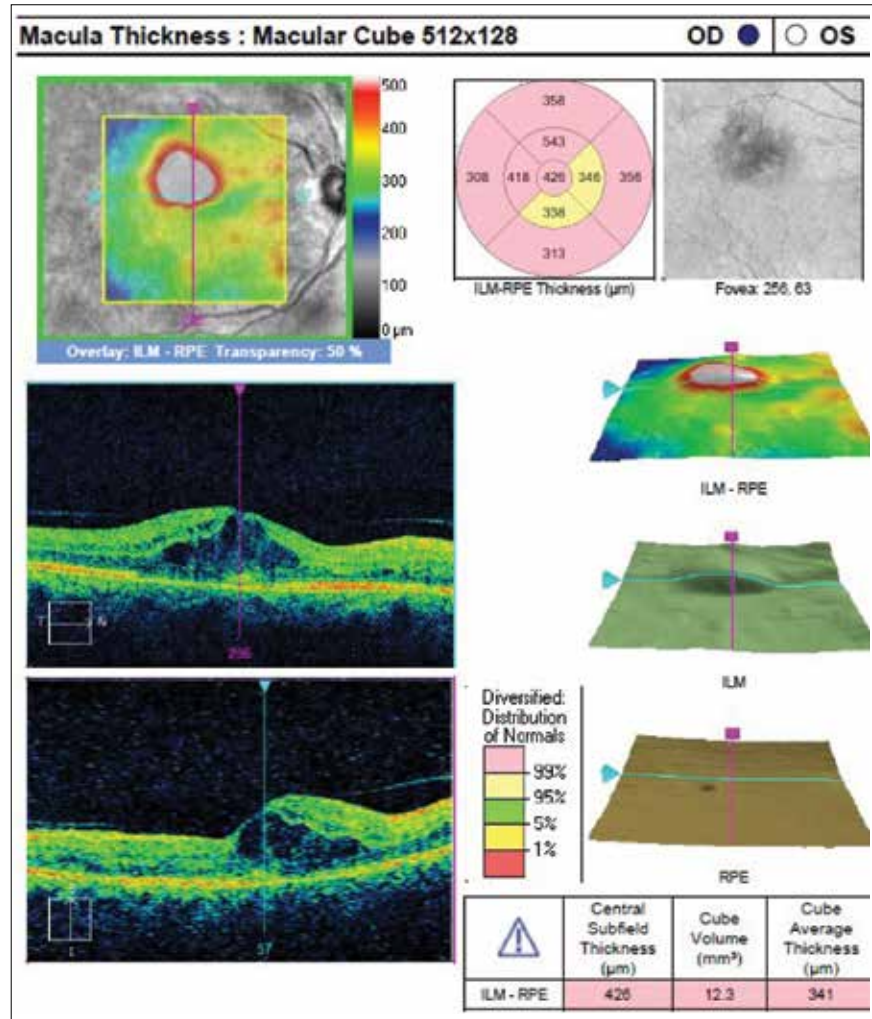 Macula Thickness : Macular Cube 512x128 OD OS
500
400
300
200
100
0 µm
Overlay: ILM - RPE Transparency: 50 %
358
543
308 418 426 346 356
338
313
ILM-RPE Thickness (µm)
Fovea: 256, 63
ILM - RPE
256
T N
ILM
Diversified:
Distribution
of Normals
99%
95%
5%
1%
RPE
37
I
Central
Subfield
Thickness
(µm)
Cube
Volume
(mm³)
Cube
Average
Thickness
(µm)
ILM - RPE 426 12.3 341